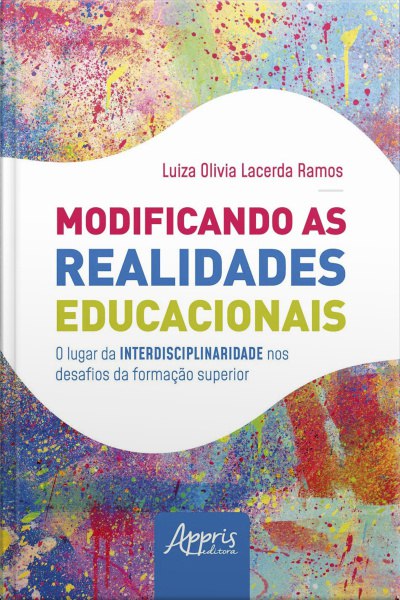 Luiza Olivia Lacerda Ramos
MODIFICANDO AS
REALIDADES
EDUCACIONAIS
O lugar da INTERDISCIPLINARIDADE nos
desafios da formação superior
Appris
editora